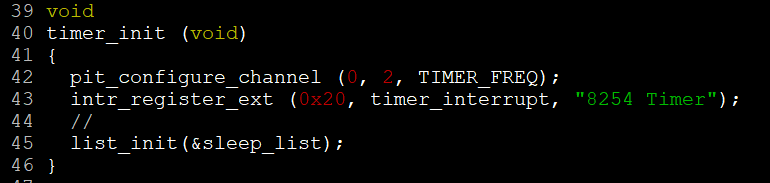 39 void
40 timer_init (void)
41 {
42   pit_configure_channel (0, 2, TIMER_FREQ);
43   intr_register_ext (0x20, timer_interrupt, "8254 Timer");
44   //
45   list_init(&sleep_list);
46 }